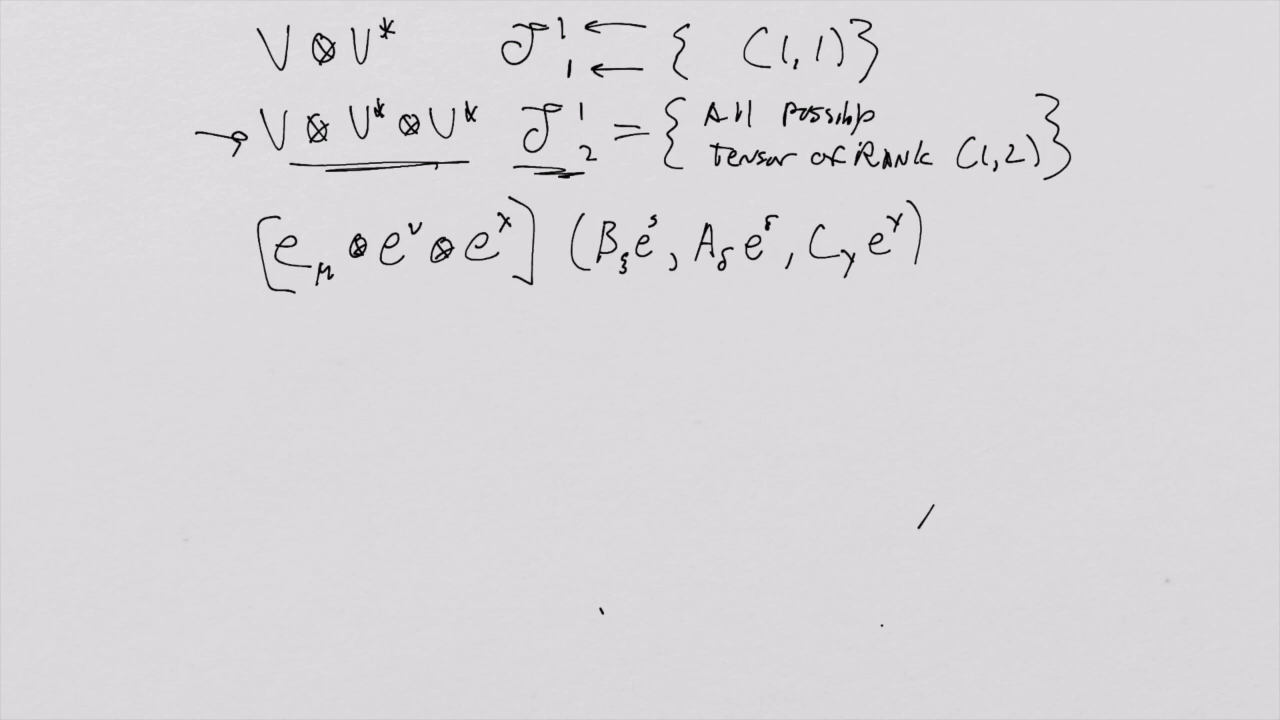 V ⊗ V* 𝒯¹₁ ← ← { (1,1) }
→ V ⊗ V* ⊗ V* 𝒯¹₂ = { All possible
tensor of Rank (1,2) }
[e_μ ⊗ e^ν ⊗ e^γ] (B_ξ e^ξ, A_δ e^δ, C_γ e^γ)